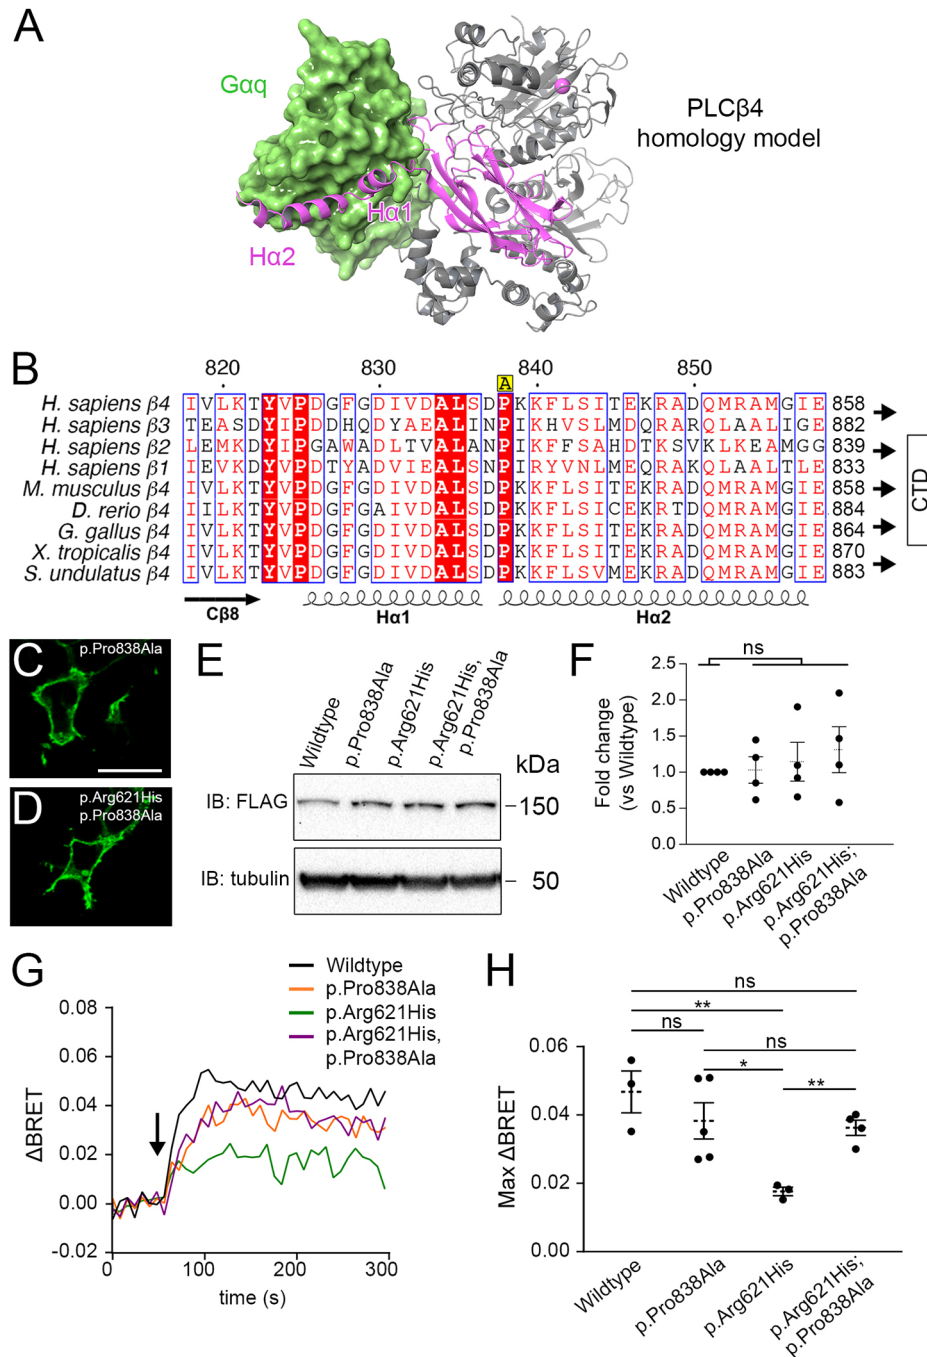 A
Gαq
PLCβ4
homology model
Hα1
Hα2
B
820 830 840 850
A
H. sapiens β4 IVLKTYVPDGFGDIVDALSDPKKFLSITEKRADQMRAMGIE 858
H. sapiens β3 TEASDYIPDHQDYAEALINPIKHVSLMDQRARQLAALIGE 882
H. sapiens β2 LEMKDYIPGAWADLTVALANPIKFFSAHDTKSVKLKEAMGG 839
H. sapiens β1 IEVKDYVPDTYADVIEALSNPIRYVNLMEQRAKQLAALTLE 833
M. musculus β4 IVLKTYVPDGFGDIVDALSDPKKFLSITEKRADQMRAMGIE 858
D. rerio β4 IILKTYVPDGFGAIVDALSDPKKFLSITCKRAEQMRAMGIE 884
G. gallus β4 IVLKTYVPDGFGDIVDALSDPKKFLSITEKRADQMRAMGIE 864
X. tropicalis β4 IVLKTYVPDGFGDIVDALSDPKKFLSITEKRADQMRAMGIE 870
S. undulatus β4 IVLKTYVPDGFGDIVDALSDPKKFLSVMEKRADQMRAMGIE 883
CTD
Cβ8 Hα1 Hα2
C
p.Pro838Ala
D
p.Arg621His
p.Pro838Ala
E
Wildtype
p.Pro838Ala
p.Arg621His
p.Arg621His,
p.Pro838Ala
kDa
IB: FLAG
150
IB: tubulin
50
F
ns
Fold change
(vs Wildtype)
2.5
2.0
1.5
1.0
0.5
0.0
Wildtype
p.Pro838Ala
p.Arg621His
p.Arg621His;
p.Pro838Ala
G
Wildtype
p.Pro838Ala
p.Arg621His
p.Arg621His,
p.Pro838Ala
ΔBRET
0.08
0.06
0.04
0.02
0.00
-0.02
0 100 200 300
time (s)
H
ns
**
ns
ns
*
**
Max ΔBRET
0.06
0.04
0.02
0.00
Wildtype
p.Pro838Ala
p.Arg621His
p.Arg621His;
p.Pro838Ala